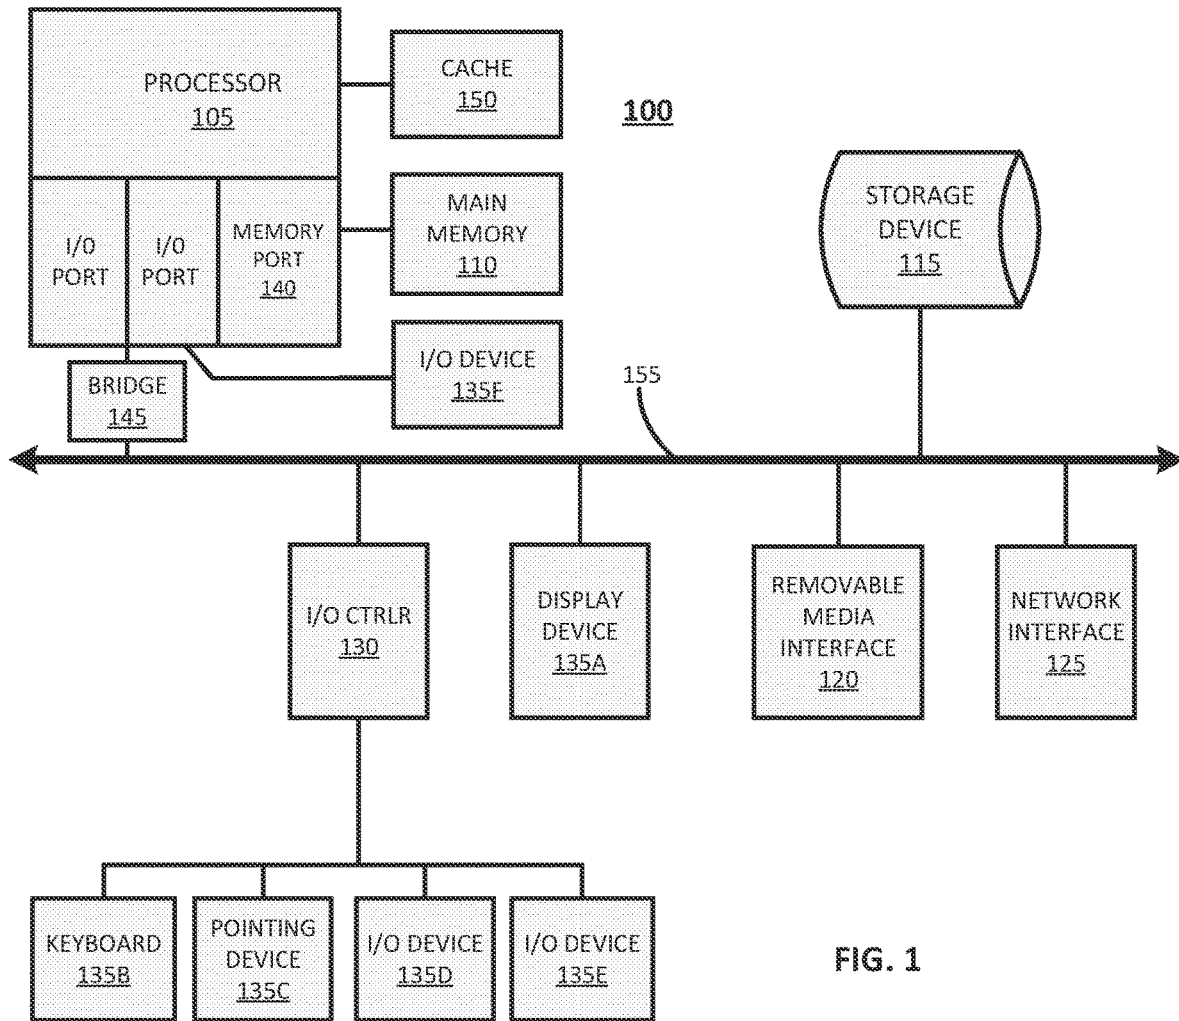 PROCESSOR
105
CACHE
150
100
I/0
PORT
I/0
PORT
MEMORY
PORT
140
MAIN
MEMORY
110
STORAGE
DEVICE
115
BRIDGE
145
I/O DEVICE
135F
155
I/O CTRLR
130
DISPLAY
DEVICE
135A
REMOVABLE
MEDIA
INTERFACE
120
NETWORK
INTERFACE
125
KEYBOARD
135B
POINTING
DEVICE
135C
I/O DEVICE
135D
I/O DEVICE
135E
FIG. 1